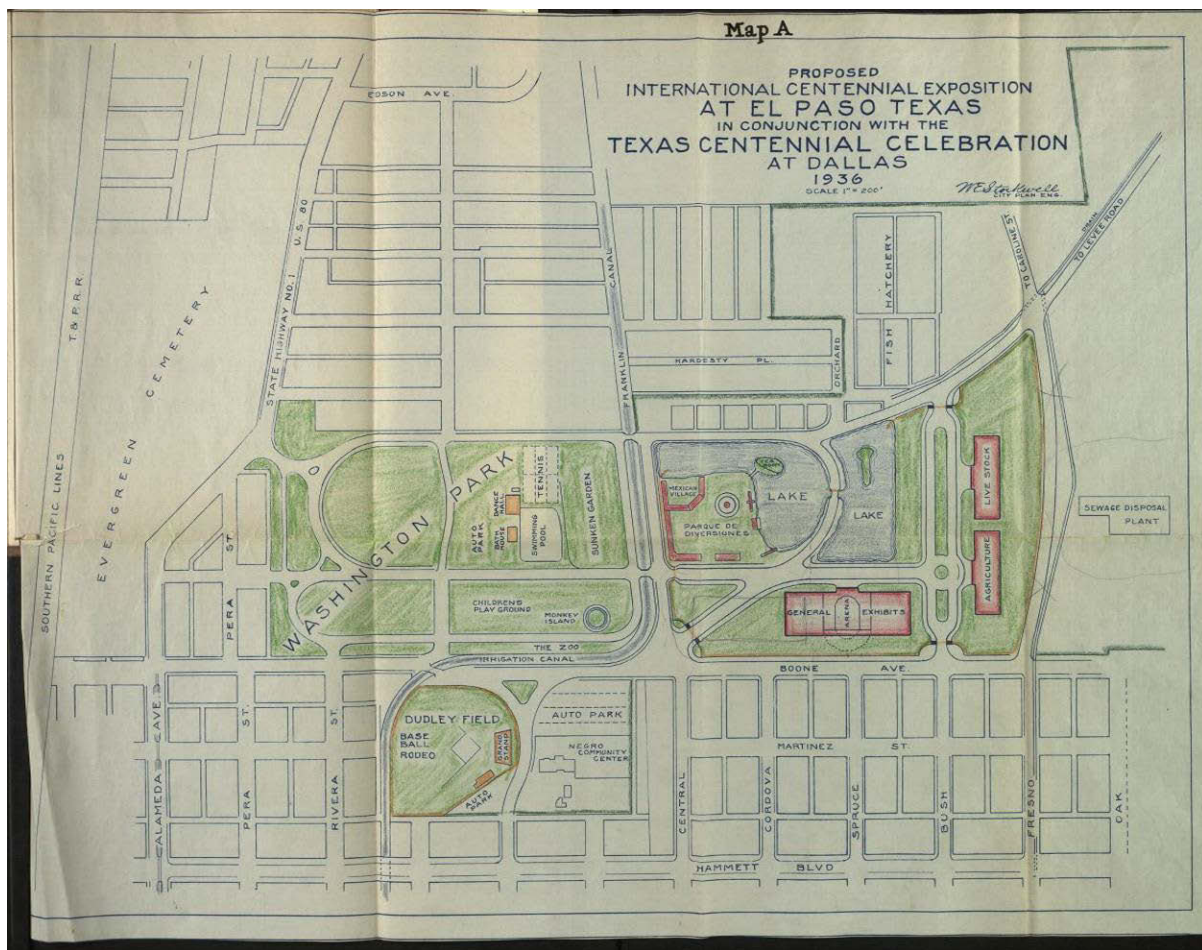 Map A
PROPOSED
INTERNATIONAL CENTENNIAL EXPOSITION
AT EL PASO TEXAS
IN CONJUNCTION WITH THE
TEXAS CENTENNIAL CELEBRATION
AT DALLAS
1936
SCALE 1" = 200'
CITY PLAN ENG.
EDSON AVE.
T & P. R.R.
SOUTHERN PACIFIC LINES
EVERGREEN CEMETERY
STATE HIGHWAY NO. 1 U.S. 80
FRANKLIN CANAL
HARDESTY PL.
ORCHARD
FISH HATCHERY
TO CAROLINE ST.
DRAIN
TO LEVEE ROAD
WASHINGTON PARK
AUTO
PARK
DANCE
HALL
BATH
HOUSE
TENNIS
SWIMMING
POOL
SUNKEN GARDEN
MEXICAN
VILLAGE
PARQUE DE
DIVERSIONES
LAKE
LAKE
LIVE STOCK
AGRICULTURE
SEWAGE DISPOSAL
PLANT
PERA ST.
CHILDREN'S
PLAY GROUND
MONKEY
ISLAND
THE ZOO
IRRIGATION CANAL
GENERAL
ARENA
EXHIBITS
BOONE AVE.
DUDLEY FIELD
BASE
BALL
RODEO
GRAND
STAND
AUTO
PARK
AUTO PARK
NEGRO
COMMUNITY
CENTER
MARTINEZ ST.
ALAMEDA AVE.
PERA ST.
RIVERA ST.
CENTRAL
CORDOVA
SPRUCE
BUSH
FRESNO
OAK
HAMMETT BLVD